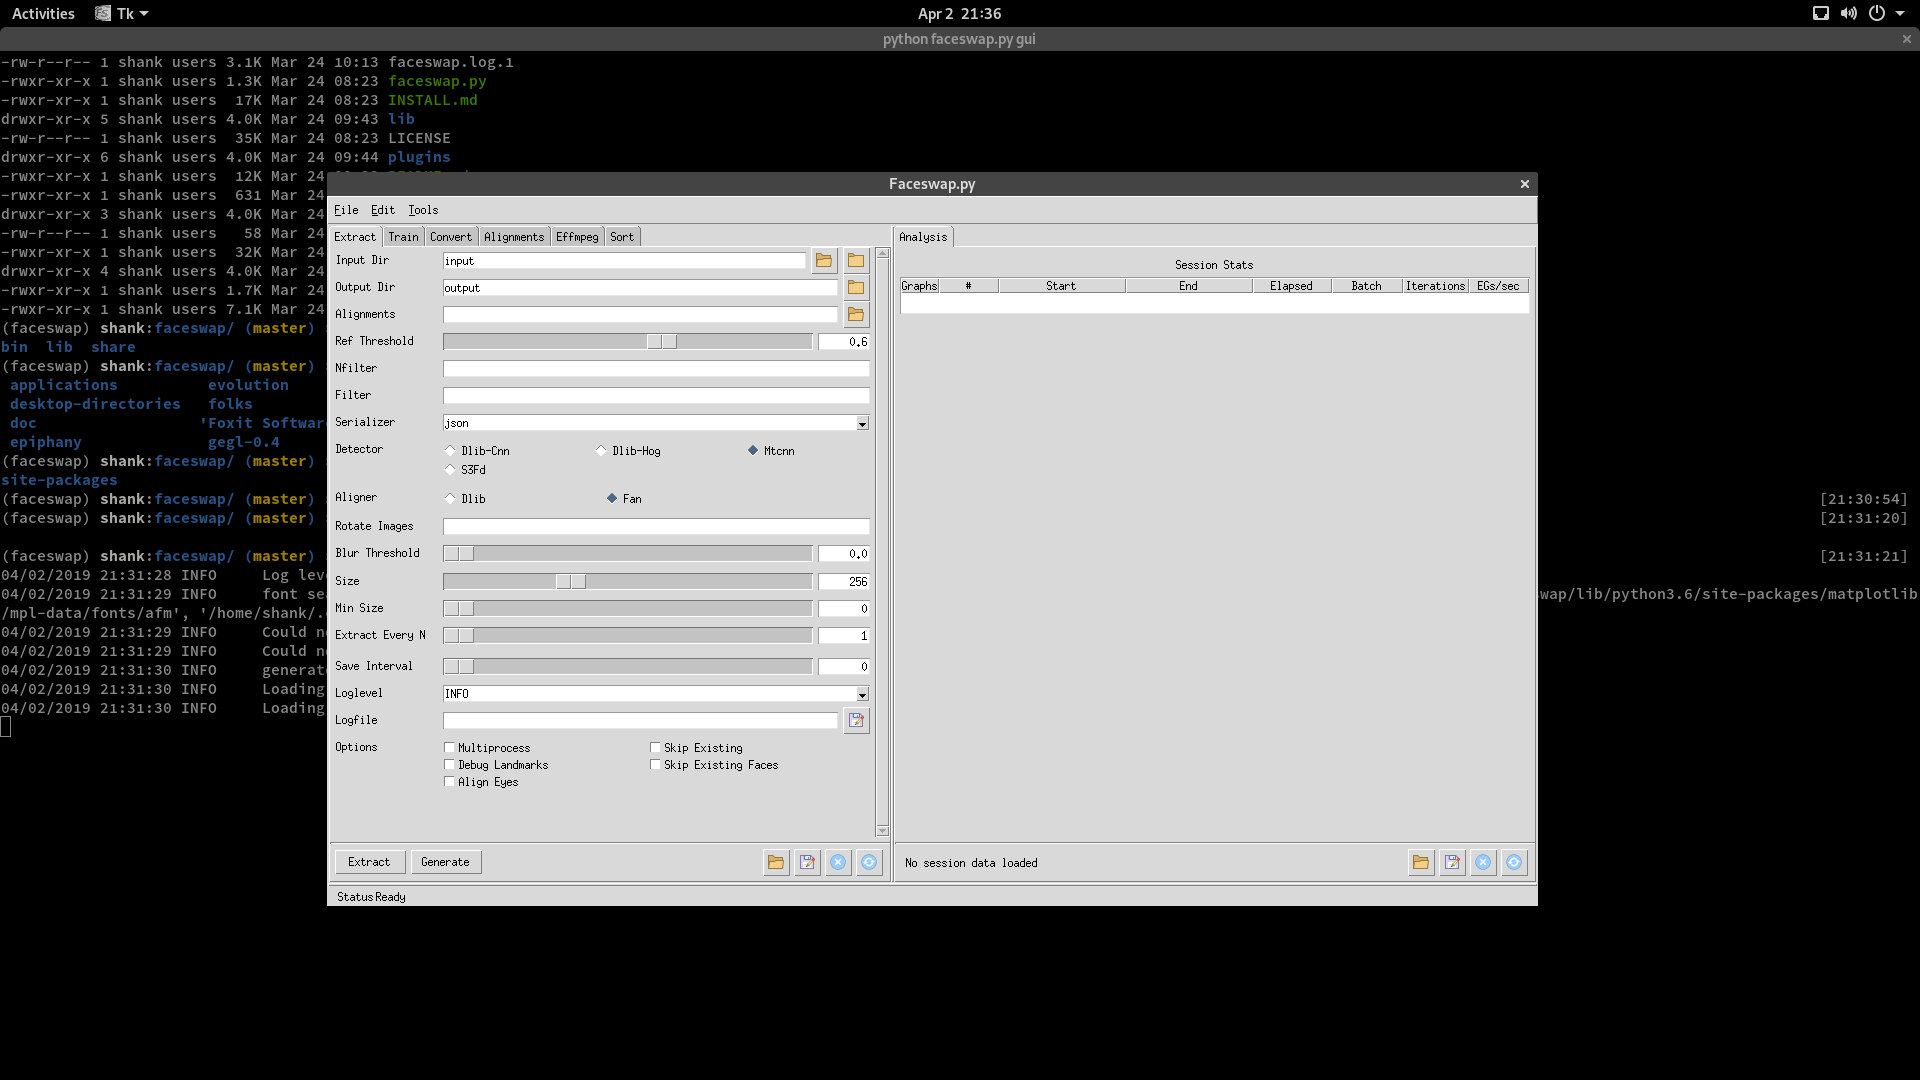 Activities Tk Apr 2 21:36
python faceswap.py gui
-rw-r--r-- 1 shank users 3.1K Mar 24 10:13 faceswap.log.1
-rwxr-xr-x 1 shank users 1.3K Mar 24 08:23 faceswap.py
-rwxr-xr-x 1 shank users 17K Mar 24 08:23 INSTALL.md
drwxr-xr-x 5 shank users 4.0K Mar 24 09:43 lib
-rw-r--r-- 1 shank users 35K Mar 24 08:23 LICENSE
drwxr-xr-x 6 shank users 4.0K Mar 24 09:44 plugins
-rwxr-xr-x 1 shank users 12K Mar 24
-rwxr-xr-x 1 shank users 631 Mar 24
drwxr-xr-x 3 shank users 4.0K Mar 24
-rw-r--r-- 1 shank users 58 Mar 24
-rwxr-xr-x 1 shank users 32K Mar 24
drwxr-xr-x 4 shank users 4.0K Mar 24
-rwxr-xr-x 1 shank users 1.7K Mar 24
-rwxr-xr-x 1 shank users 7.1K Mar 24
(faceswap) shank:faceswap/ (master)
bin lib share
(faceswap) shank:faceswap/ (master)
applications evolution
desktop-directories folks
doc 'Foxit Software
epiphany gegl-0.4
(faceswap) shank:faceswap/ (master)
site-packages
(faceswap) shank:faceswap/ (master) [21:30:54]
(faceswap) shank:faceswap/ (master) [21:31:20]
(faceswap) shank:faceswap/ (master) [21:31:21]
04/02/2019 21:31:28 INFO Log leve
04/02/2019 21:31:29 INFO font sea
wap/lib/python3.6/site-packages/matplotlib
/mpl-data/fonts/afm', '/home/shank/.
04/02/2019 21:31:29 INFO Could no
04/02/2019 21:31:29 INFO Could no
04/02/2019 21:31:30 INFO generate
04/02/2019 21:31:30 INFO Loading
04/02/2019 21:31:30 INFO Loading
Faceswap.py
File Edit Tools
Extract Train Convert Alignments Effmpeg Sort
Input Dir input
Output Dir output
Alignments
Ref Threshold 0.6
Nfilter
Filter
Serializer json
Detector Dlib-Cnn Dlib-Hog Mtcnn
S3Fd
Aligner Dlib Fan
Rotate Images
Blur Threshold 0.0
Size 256
Min Size 0
Extract Every N 1
Save Interval 0
Loglevel INFO
Logfile
Options Multiprocess Skip Existing
Debug Landmarks Skip Existing Faces
Align Eyes
Extract Generate
Analysis
Session Stats
Graphs # Start End Elapsed Batch Iterations EGs/sec
No session data loaded
Status Ready